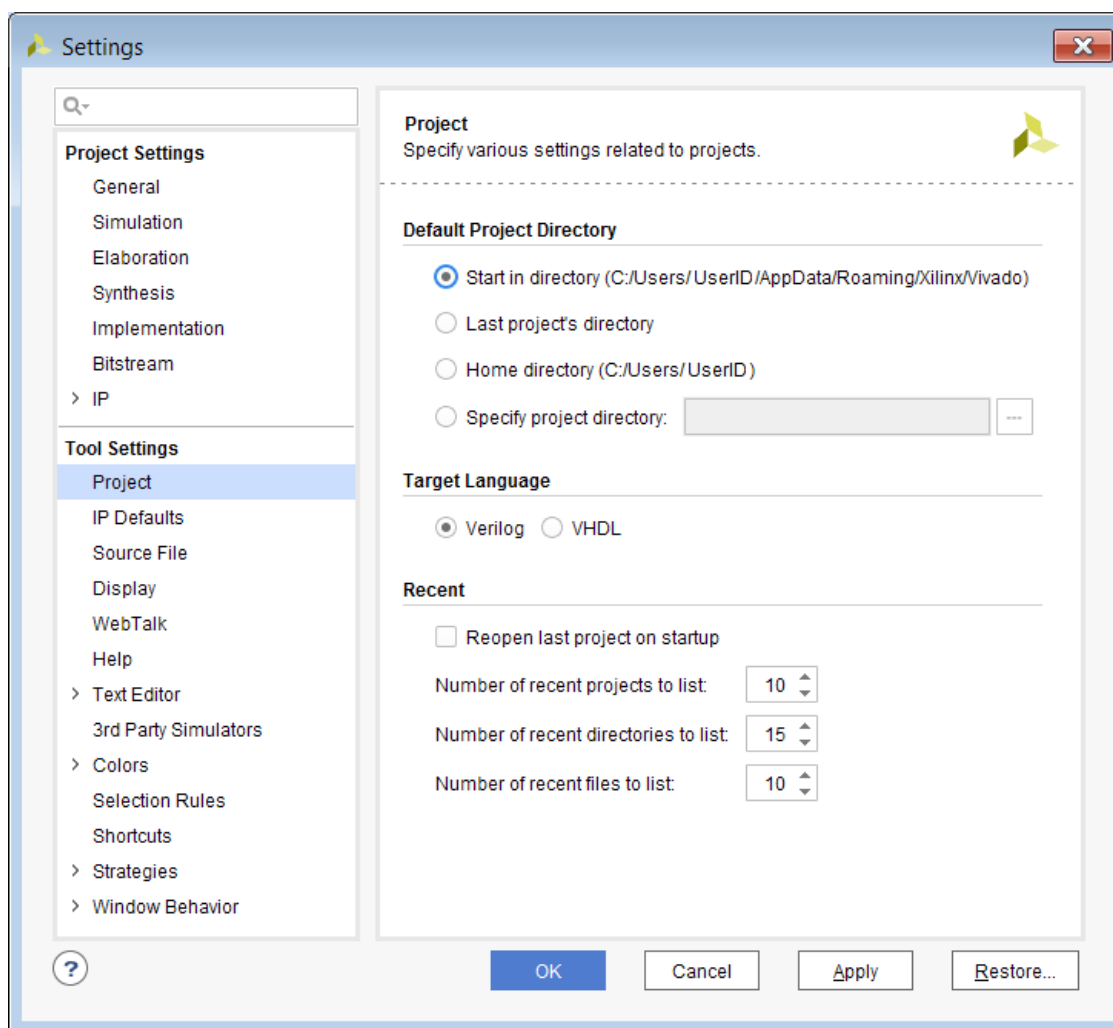 Settings
Project Settings
General
Simulation
Elaboration
Synthesis
Implementation
Bitstream
IP
Tool Settings
Project
IP Defaults
Source File
Display
WebTalk
Help
Text Editor
3rd Party Simulators
Colors
Selection Rules
Shortcuts
Strategies
Window Behavior
Project
Specify various settings related to projects.
Default Project Directory
Start in directory (C:/Users/UserID/AppData/Roaming/Xilinx/Vivado)
Last project's directory
Home directory (C:/Users/UserID)
Specify project directory:
---
Target Language
Verilog VHDL
Recent
Reopen last project on startup
Number of recent projects to list: 10
Number of recent directories to list: 15
Number of recent files to list: 10
? OK Cancel Apply Restore...